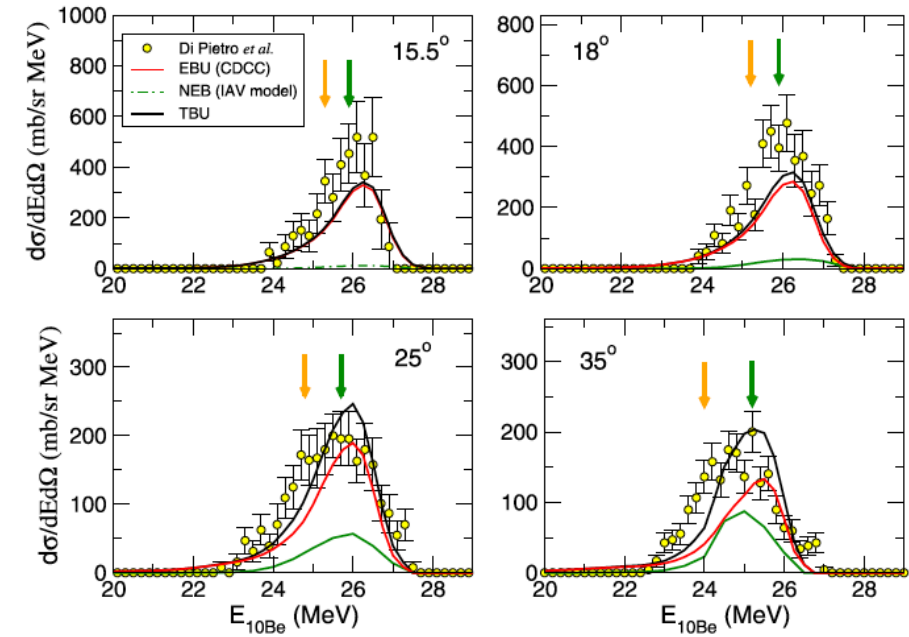 1000
800
600
400
200
0
dσ/dEdΩ (mb/sr MeV)
Di Pietro et al.
EBU (CDCC)
NEB (IAV model)
TBU
15.5°
20 22 24 26 28
800
600
400
200
0
18°
20 22 24 26 28
300
200
100
0
dσ/dEdΩ (mb/sr MeV)
25°
20 22 24 26 28
E10Be (MeV)
300
200
100
0
35°
20 22 24 26 28
E10Be (MeV)